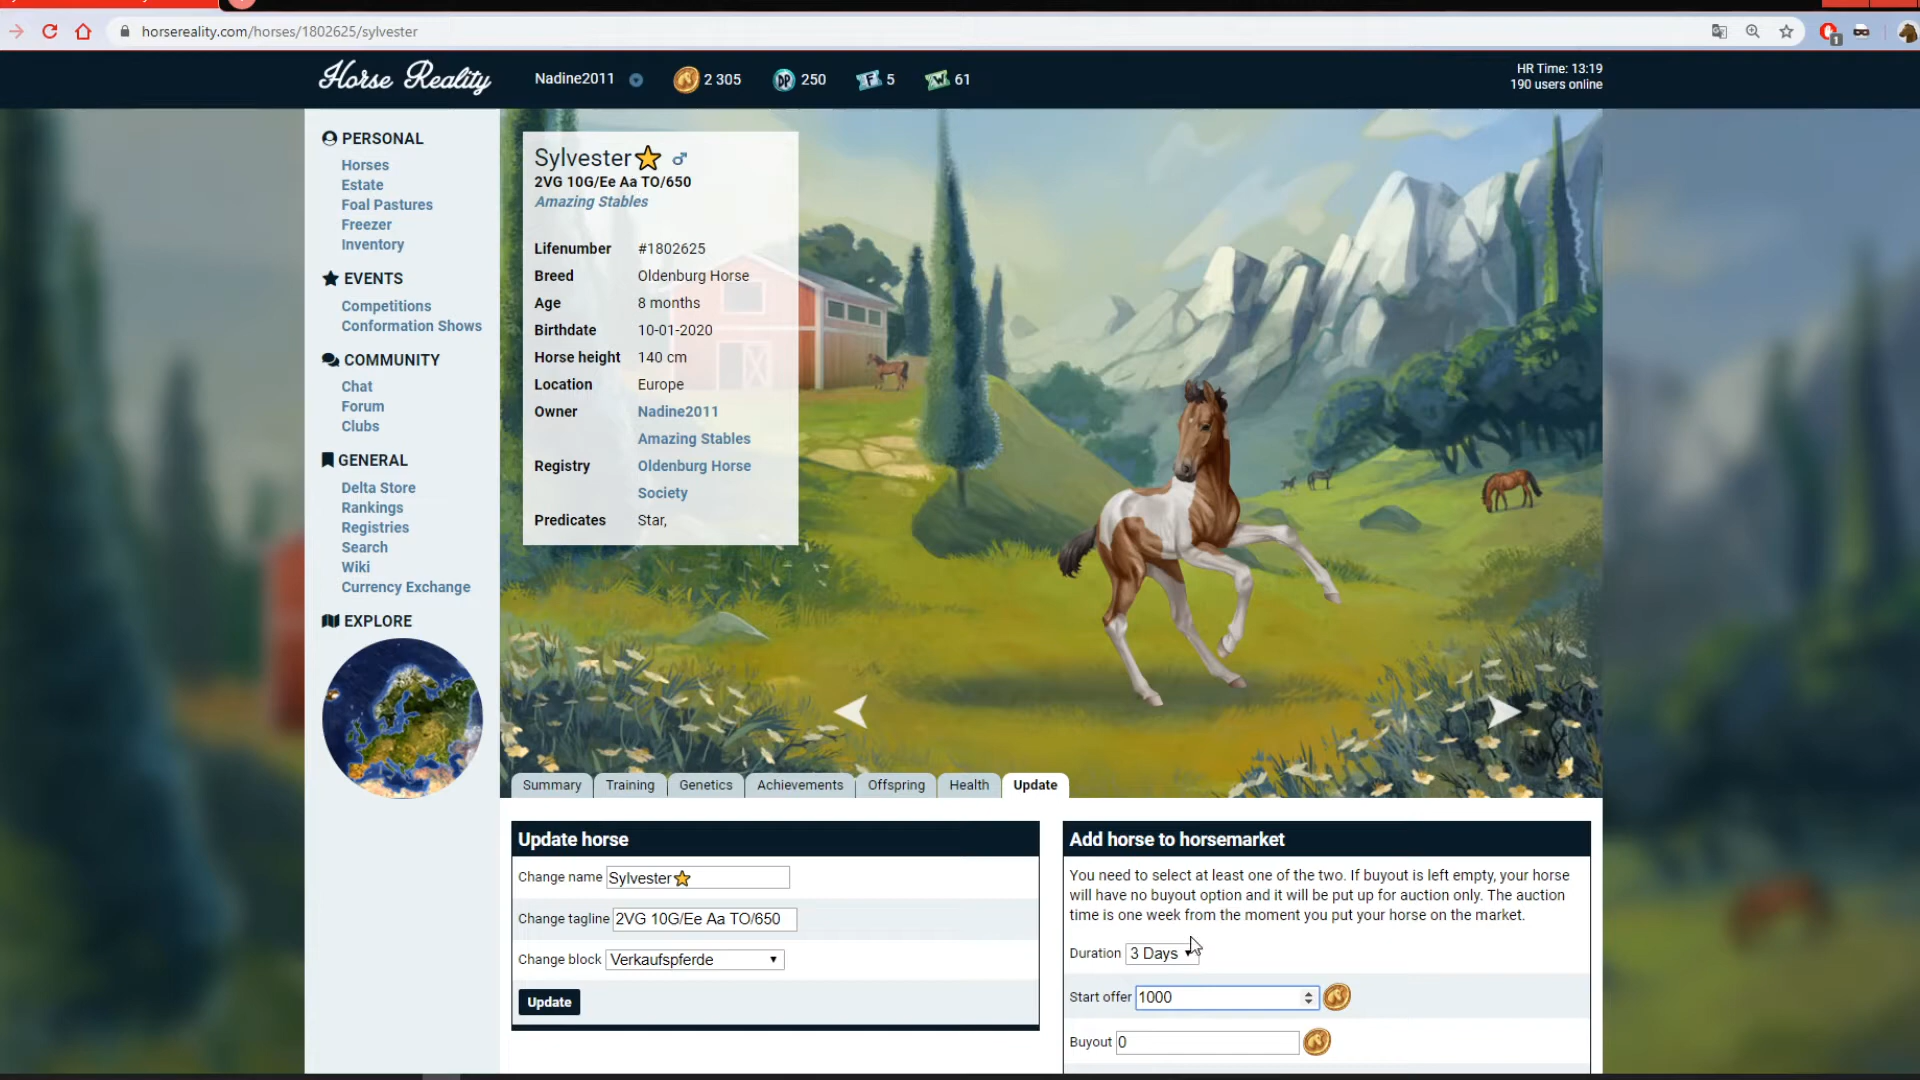 horsereality.com/horses/1802625/sylvester
1
Horse Reality
Nadine2011
2 305
DP
250
F
5
61
HR Time: 13:19
190 users online
PERSONAL
Horses
Estate
Foal Pastures
Freezer
Inventory
EVENTS
Competitions
Conformation Shows
COMMUNITY
Chat
Forum
Clubs
GENERAL
Delta Store
Rankings
Registries
Search
Wiki
Currency Exchange
EXPLORE
Sylvester⭐ ♂
2VG 10G/Ee Aa TO/650
Amazing Stables
Lifenumber #1802625
Breed Oldenburg Horse
Age 8 months
Birthdate 10-01-2020
Horse height 140 cm
Location Europe
Owner Nadine2011
Amazing Stables
Registry Oldenburg Horse
Society
Predicates Star,
Summary Training Genetics Achievements Offspring Health Update
Update horse
Change name Sylvester⭐
Change tagline 2VG 10G/Ee Aa TO/650
Change block Verkaufspferde
Update
Add horse to horsemarket
You need to select at least one of the two. If buyout is left empty, your horse
will have no buyout option and it will be put up for auction only. The auction
time is one week from the moment you put your horse on the market.
Duration 3 Days
Start offer 1000
Buyout 0